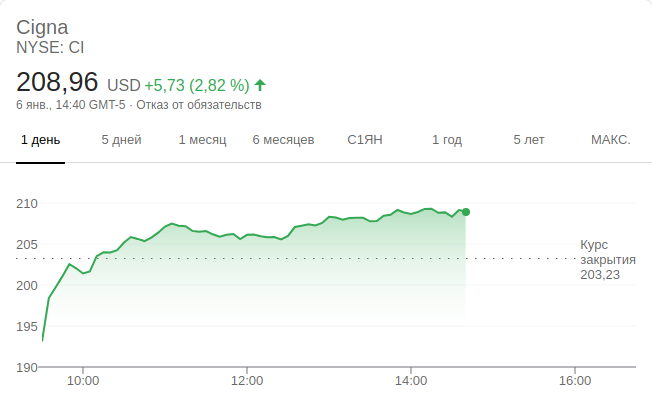 Cigna
NYSE: CI
208,96 USD +5,73 (2,82 %)
6 янв., 14:40 GMT-5 · Отказ от обязательств
1 день 5 дней 1 месяц 6 месяцев С1ЯН 1 год 5 лет МАКС.
210
205
Курс
закрытия
203,23
200
195
190
10:00 12:00 14:00 16:00